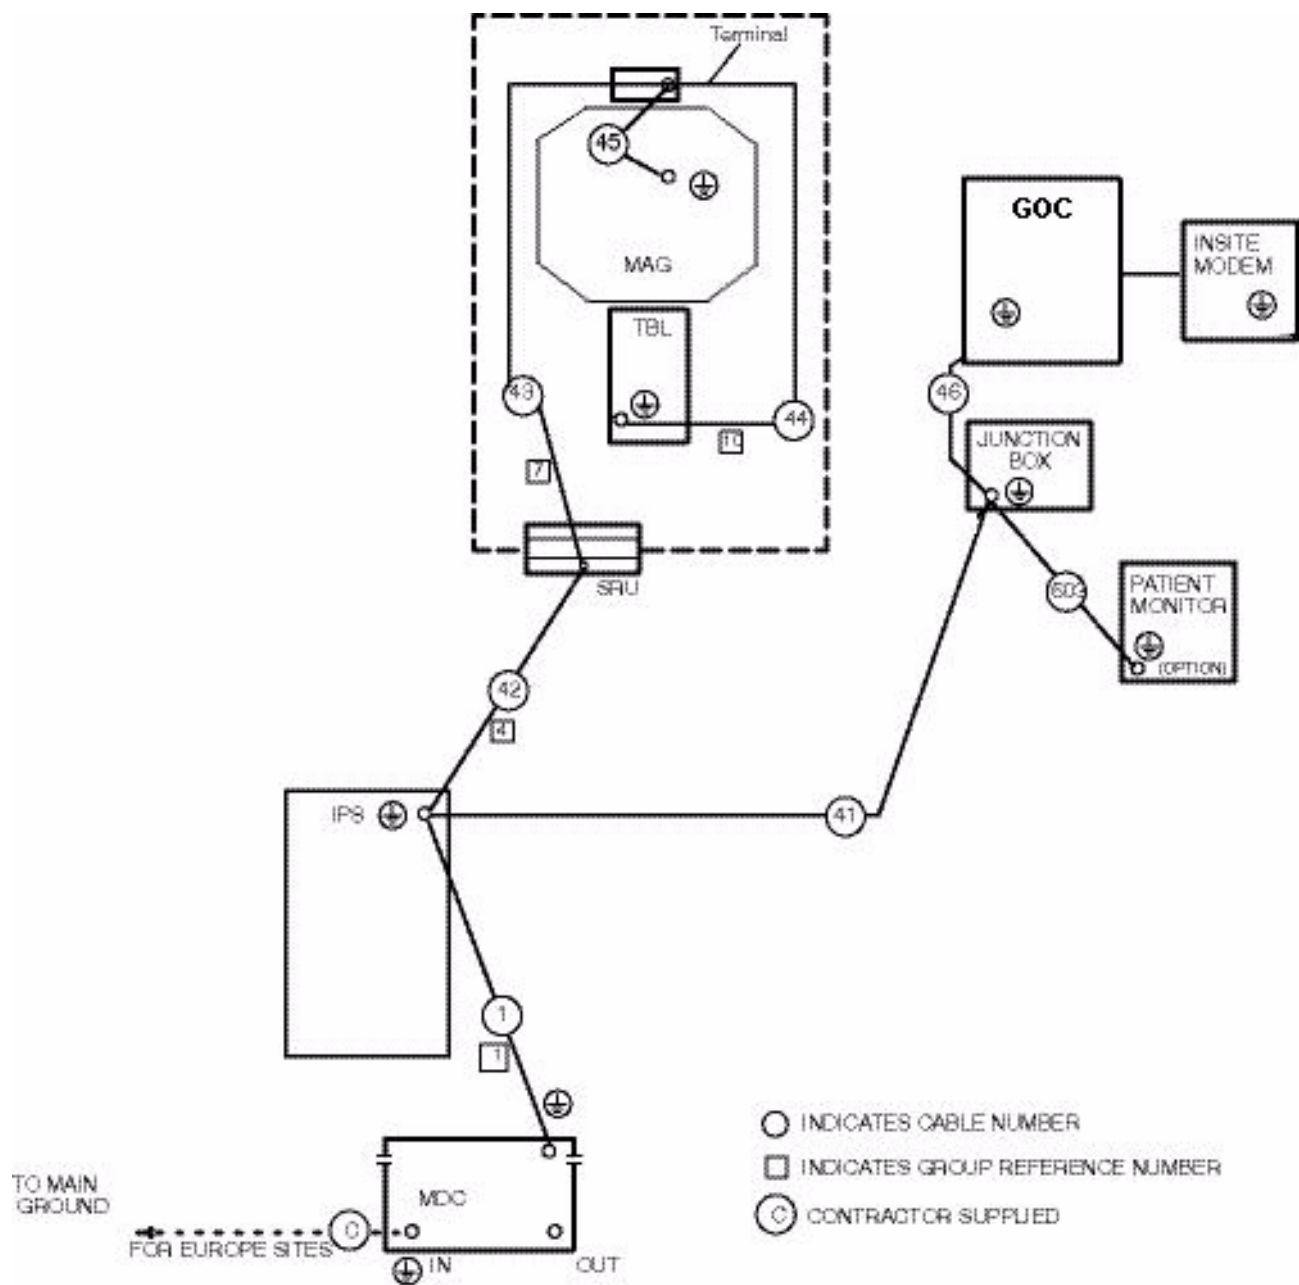 Terminal
45
GOC
INSITE
MODEM
MAG
TBL
43
46
44
10
JUNCTION
BOX
7
SRU
603
PATIENT
MONITOR
(OPTION)
42
4
IPS
41
1
1
INDICATES CABLE NUMBER
INDICATES GROUP REFERENCE NUMBER
C CONTRACTOR SUPPLIED
TO MAIN
GROUND
MDC
C
FOR EUROPE SITES
IN
OUT